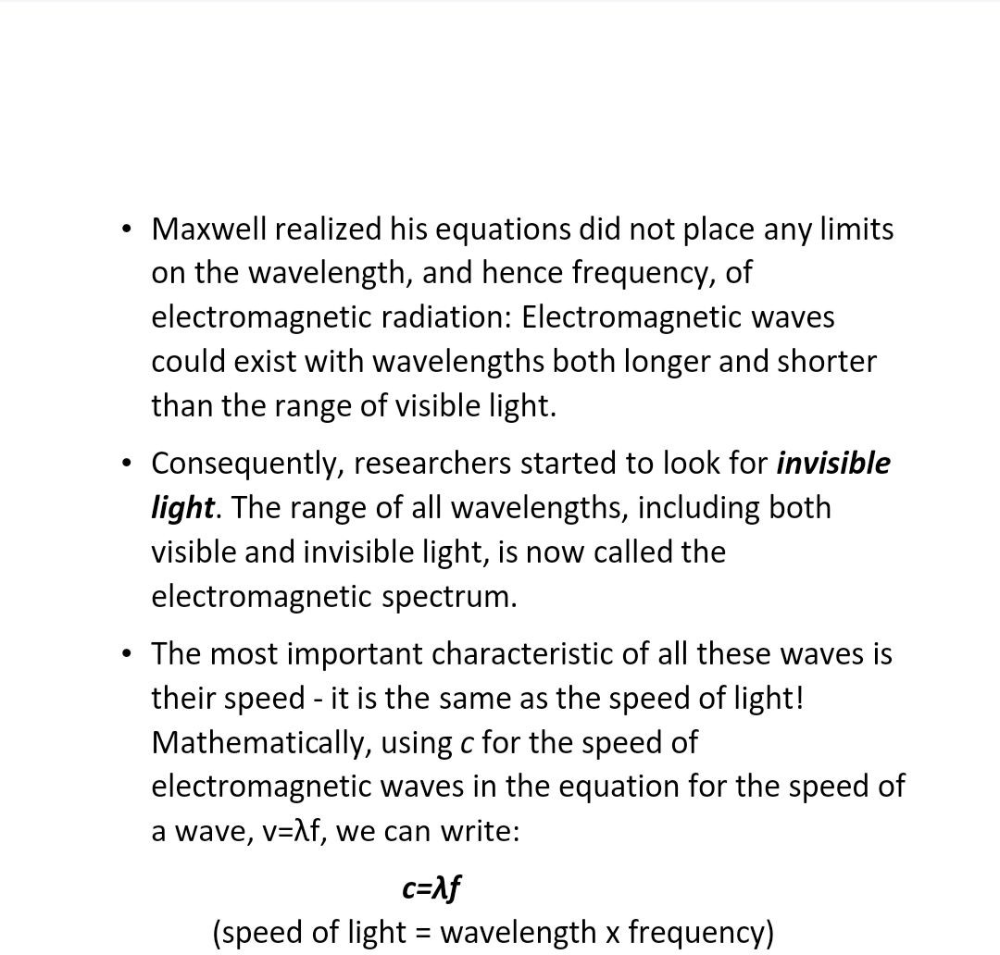 • Maxwell realized his equations did not place any limits
on the wavelength, and hence frequency, of
electromagnetic radiation: Electromagnetic waves
could exist with wavelengths both longer and shorter
than the range of visible light.
• Consequently, researchers started to look for invisible
light. The range of all wavelengths, including both
visible and invisible light, is now called the
electromagnetic spectrum.
• The most important characteristic of all these waves is
their speed - it is the same as the speed of light!
Mathematically, using c for the speed of
electromagnetic waves in the equation for the speed of
a wave, v=λf, we can write:
c=λf
(speed of light = wavelength x frequency)